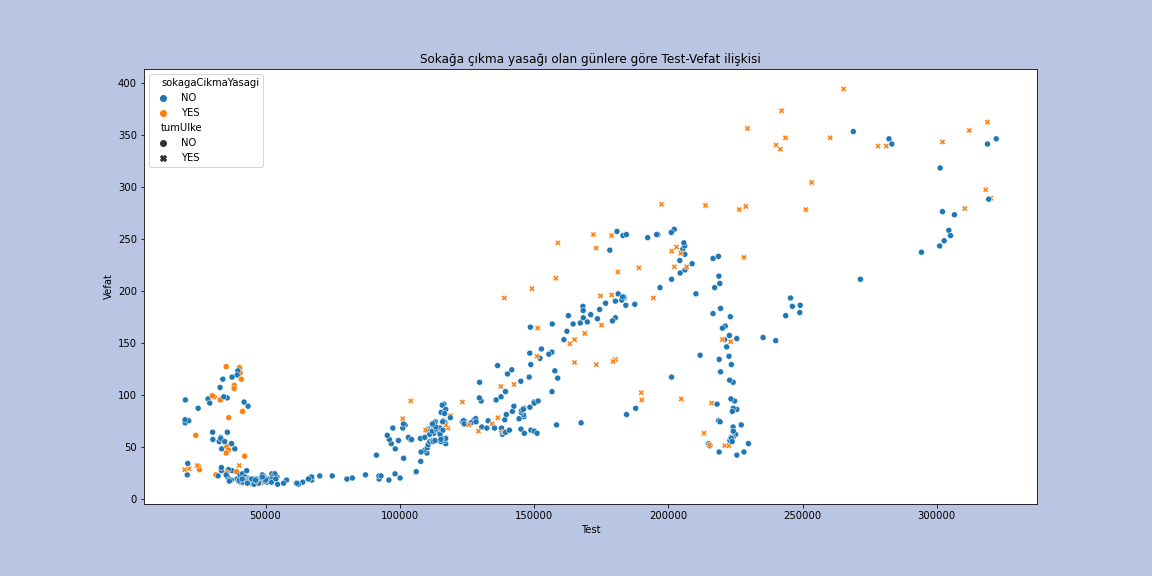 Sokağa çıkma yasağı olan günlere göre Test-Vefat ilişkisi
sokagaCikmaYasagi
NO
YES
tumUlke
NO
YES
400
350
300
250
200
150
100
50
0
Vefat
50000 100000 150000 200000 250000 300000
Test